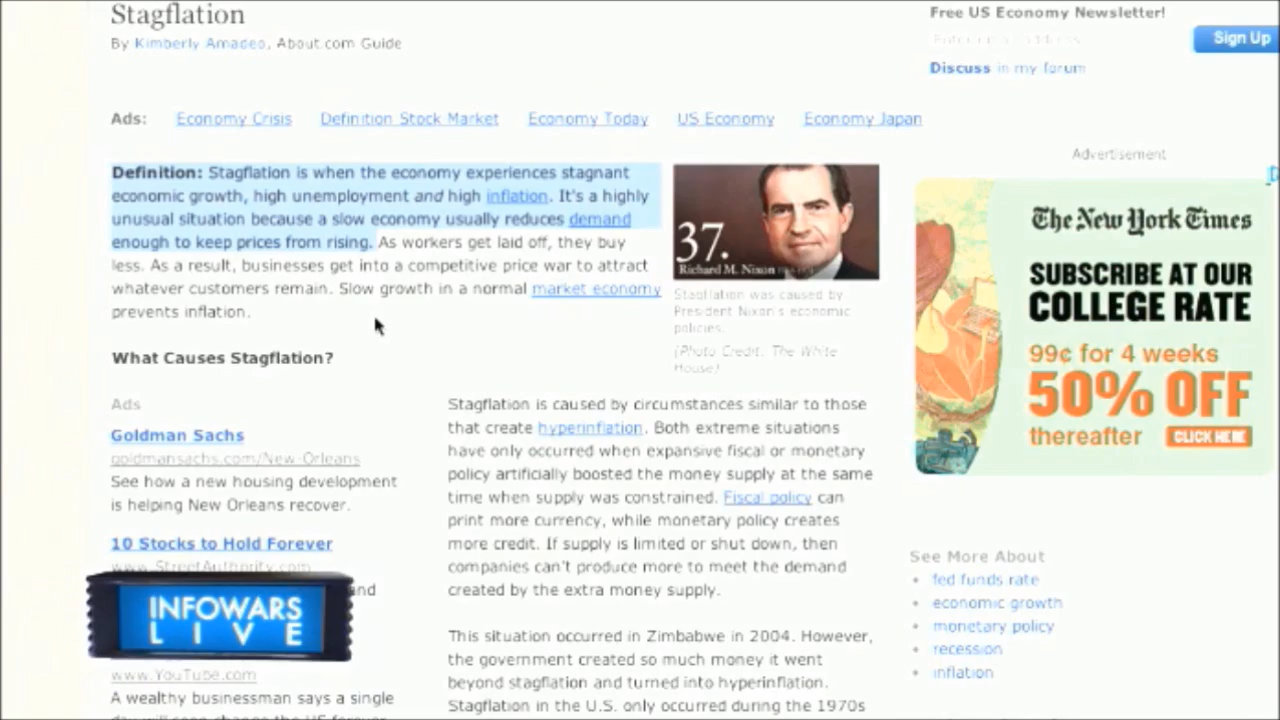 Stagflation
By Kimberly Amadeo, About.com Guide
Free US Economy Newsletter!
Sign Up
Discuss in my forum
Ads: Economy Crisis Definition Stock Market Economy Today US Economy Economy Japan
Definition: Stagflation is when the economy experiences stagnant
economic growth, high unemployment and high inflation. It's a highly
unusual situation because a slow economy usually reduces demand
enough to keep prices from rising. As workers get laid off, they buy
less. As a result, businesses get into a competitive price war to attract
whatever customers remain. Slow growth in a normal market economy
prevents inflation.
37.
Richard M. Nixon
Stagflation was caused by
President Nixon's economic
policies.
(Photo Credit: The White
House)
Advertisement
The New York Times
SUBSCRIBE AT OUR
COLLEGE RATE
99¢ for 4 weeks
50% OFF
thereafter
CLICK HERE
What Causes Stagflation?
Ads
Goldman Sachs
goldmansachs.com/New-Orleans
See how a new housing development
is helping New Orleans recover.
10 Stocks to Hold Forever
www.StreetAuthority.com
and
INFOWARS
LIVE
www.YouTube.com
A wealthy businessman says a single
day will soon change the US forever.
Stagflation is caused by circumstances similar to those
that create hyperinflation. Both extreme situations
have only occurred when expansive fiscal or monetary
policy artificially boosted the money supply at the same
time when supply was constrained. Fiscal policy can
print more currency, while monetary policy creates
more credit. If supply is limited or shut down, then
companies can't produce more to meet the demand
created by the extra money supply.
This situation occurred in Zimbabwe in 2004. However,
the government created so much money it went
beyond stagflation and turned into hyperinflation.
Stagflation in the U.S. only occurred during the 1970s
See More About
fed funds rate
economic growth
monetary policy
recession
inflation